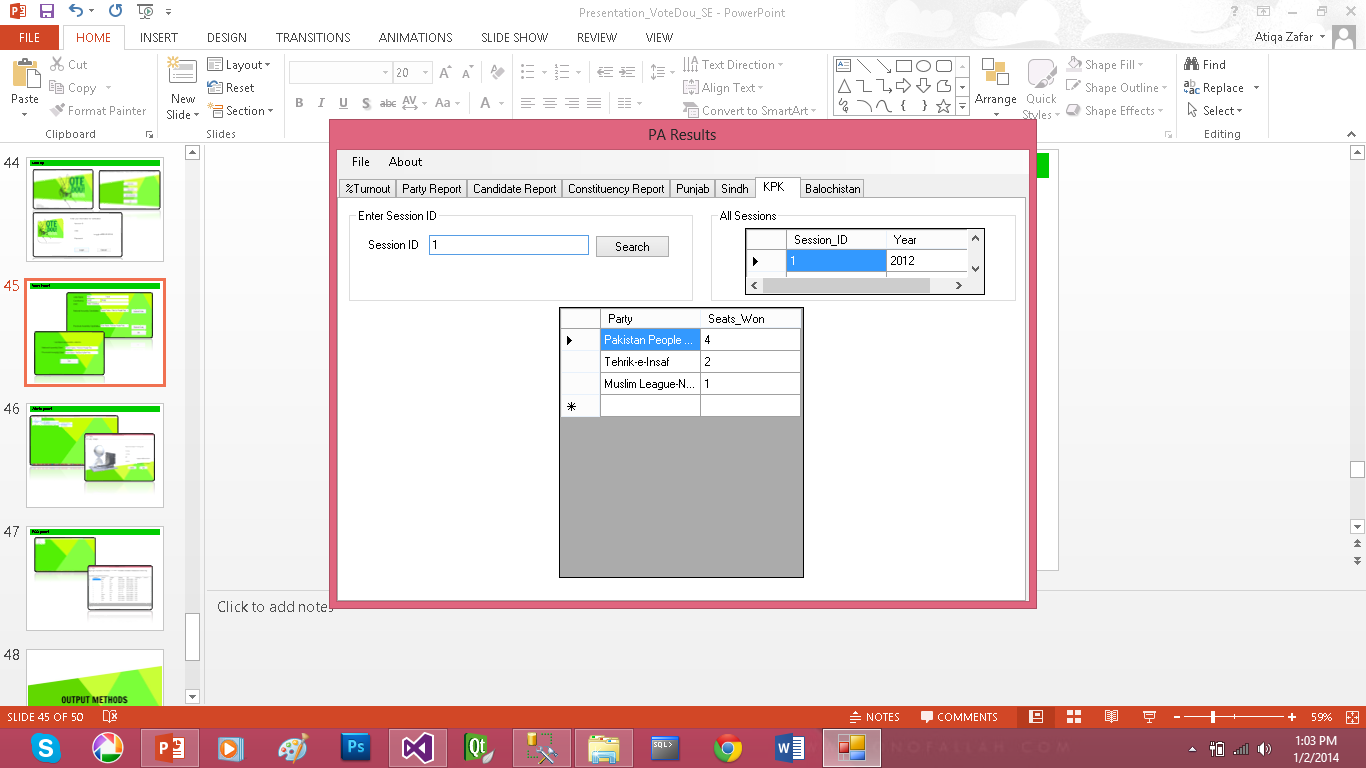 Presentation_VoteDou_SE - PowerPoint
FILE HOME INSERT DESIGN TRANSITIONS ANIMATIONS SLIDE SHOW REVIEW VIEW Atiqa Zafar
Paste Cut Copy Format Painter
Clipboard
New Slide Layout Reset Section
Slides
20
B I U S abc AV Aa A
Text Direction Align Text Convert to SmartArt
Arrange Quick Styles Shape Fill Shape Outline Shape Effects
Find Replace Select
Editing
PA Results
File About
%Turnout Party Report Candidate Report Constituency Report Punjab Sindh KPK Balochistan
Enter Session ID
Session ID 1 Search
All Sessions
Session_ID Year
1 2012
Party Seats_Won
Pakistan People ... 4
Tehrik-e-Insaf 2
Muslim League-N... 1
44
45
46
47
48
OUTPUT METHODS
Click to add notes
SLIDE 45 OF 50 NOTES COMMENTS 59%
1:03 PM
1/2/2014